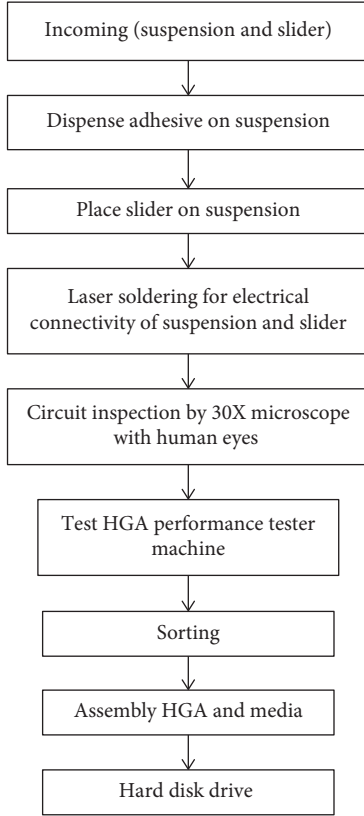 Incoming (suspension and slider)
Dispense adhesive on suspension
Place slider on suspension
Laser soldering for electrical
connectivity of suspension and slider
Circuit inspection by 30X microscope
with human eyes
Test HGA performance tester
machine
Sorting
Assembly HGA and media
Hard disk drive